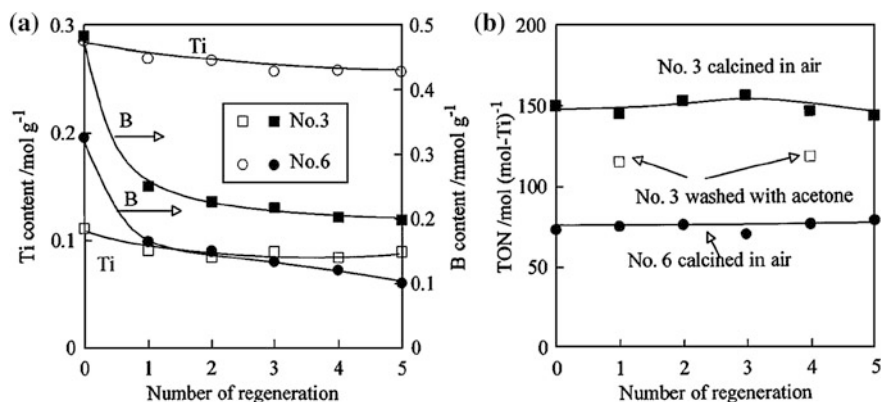 (a)
0.3
0.2
0.1
0
Ti content /mol g-1
0.5
0.4
0.3
0.2
0.1
0
B content /mmol g-1
Ti
B
B
Ti
No.3
No.6
0 1 2 3 4 5
Number of regeneration
(b)
200
150
100
50
0
TON /mol (mol-Ti)-1
No. 3 calcined in air
No. 3 washed with acetone
No. 6 calcined in air
0 1 2 3 4 5
Number of regeneration